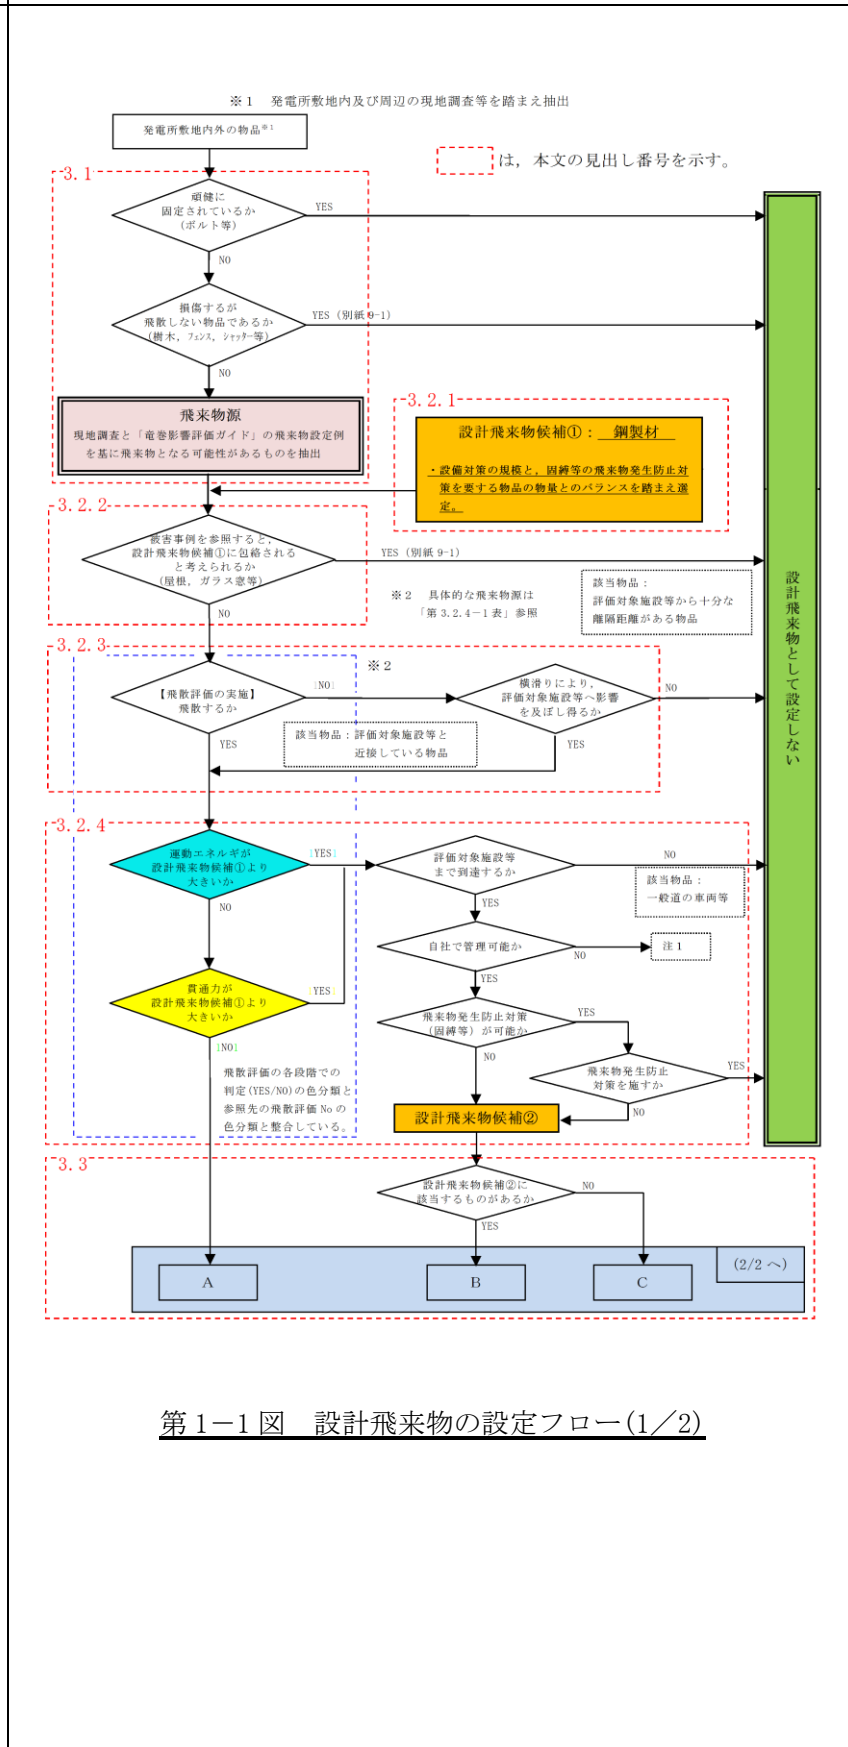 ※1 発電所敷地内及び周辺の現地調査等を踏まえ抽出
発電所敷地内外の物品※1
は，本文の見出し番号を示す。
3.1
頑健に
固定されているか
(ボルト等)
YES
NO
損傷するが
飛散しない物品であるか
(樹木，フェンス，シャッター等)
YES (別紙 9-1)
NO
飛来物源
現地調査と「竜巻影響評価ガイド」の飛来物設定例
を基に飛来物となる可能性があるものを抽出
3.2.1
設計飛来物候補①： 鋼製材
・設備対策の規模と，固縛等の飛来物発生防止対
策を要する物品の物量とのバランスを踏まえ選
定。
3.2.2
被害事例を参照すると，
設計飛来物候補①に包絡される
と考えられるか
(屋根，ガラス窓等)
YES (別紙 9-1)
NO
※2 具体的な飛来物源は
「第 3.2.4－1 表」参照
該当物品：
評価対象施設等から十分な
離隔距離がある物品
設計飛来物として設定しない
3.2.3
※2
【飛散評価の実施】
飛散するか
NO
YES
横滑りにより，
評価対象施設等へ影響
を及ぼし得るか
NO
YES
該当物品：評価対象施設等と
近接している物品
3.2.4
運動エネルギが
設計飛来物候補①より
大きいか
YES
NO
評価対象施設等
まで到達するか
NO
YES
該当物品：
一般道の車両等
自社で管理可能か
NO
注1
YES
貫通力が
設計飛来物候補①より
大きいか
YES
NO
飛来物発生防止対策
(固縛等) が可能か
YES
NO
飛来物発生防止
対策を施すか
YES
NO
飛散評価の各段階での
判定(YES/NO)の色分類と
参照先の飛散評価 No の
色分類と整合している。
設計飛来物候補②
3.3
設計飛来物候補②に
該当するものがあるか
NO
YES
(2/2 へ)
A
B
C
第1－1図 設計飛来物の設定フロー(1／2)